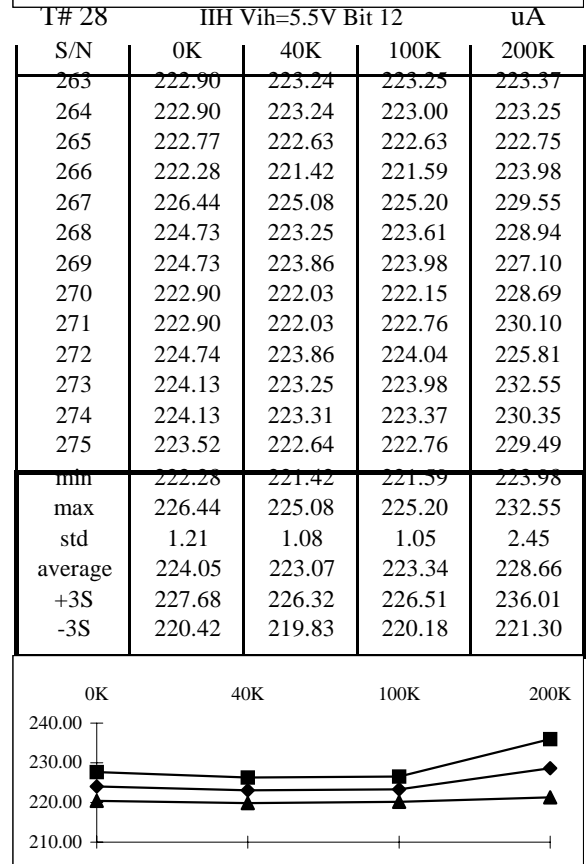 T# 28 IIH Vih=5.5V Bit 12 uA
S/N 0K 40K 100K 200K
263 222.90 223.24 223.25 223.37
264 222.90 223.24 223.00 223.25
265 222.77 222.63 222.63 222.75
266 222.28 221.42 221.59 223.98
267 226.44 225.08 225.20 229.55
268 224.73 223.25 223.61 228.94
269 224.73 223.86 223.98 227.10
270 222.90 222.03 222.15 228.69
271 222.90 222.03 222.76 230.10
272 224.74 223.86 224.04 225.81
273 224.13 223.25 223.98 232.55
274 224.13 223.31 223.37 230.35
275 223.52 222.64 222.76 229.49
min 222.28 221.42 221.59 223.98
max 226.44 225.08 225.20 232.55
std 1.21 1.08 1.05 2.45
average 224.05 223.07 223.34 228.66
+3S 227.68 226.32 226.51 236.01
-3S 220.42 219.83 220.18 221.30
0K 40K 100K 200K
240.00
230.00
220.00
210.00